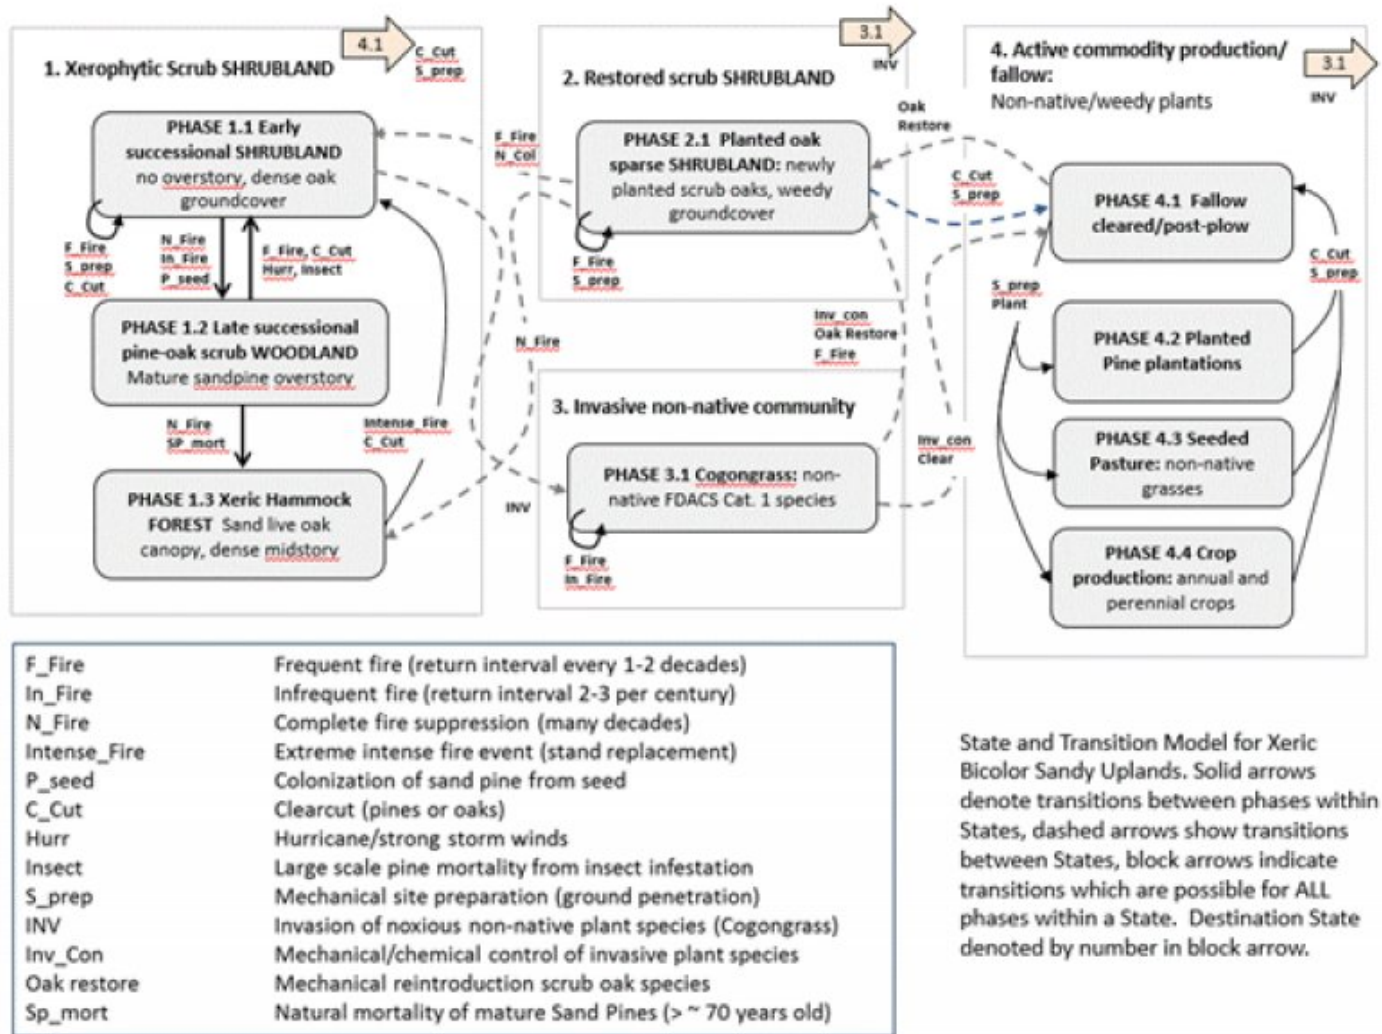 4.1
C_Cut
S_prep
1. Xerophytic Scrub SHRUBLAND
PHASE 1.1 Early
successional SHRUBLAND
no overstory, dense oak
groundcover
F_Fire
S_prep
C_Cut
N_Fire
In_Fire
P_seed
F_Fire, C_Cut
Hurr, Insect
PHASE 1.2 Late successional
pine-oak scrub WOODLAND
Mature sandpine overstory
N_Fire
SP_mort
Intense_Fire
C_Cut
PHASE 1.3 Xeric Hammock
FOREST Sand live oak
canopy, dense midstory
F_Fire
N_Col
N_Fire
INV
3.1
INV
2. Restored scrub SHRUBLAND
PHASE 2.1 Planted oak
sparse SHRUBLAND: newly
planted scrub oaks, weedy
groundcover
F_Fire
S_prep
Oak
Restore
C_Cut
S_prep
Inv_con
Oak Restore
F_Fire
3. Invasive non-native community
PHASE 3.1 Cogongrass: non-
native FDACS Cat. 1 species
F_Fire
In_Fire
Inv_con
Clear
4. Active commodity production/
fallow:
Non-native/weedy plants
3.1
INV
PHASE 4.1 Fallow
cleared/post-plow
S_prep
Plant
C_Cut
S_prep
PHASE 4.2 Planted
Pine plantations
PHASE 4.3 Seeded
Pasture: non-native
grasses
PHASE 4.4 Crop
production: annual and
perennial crops
F_Fire Frequent fire (return interval every 1-2 decades)
In_Fire Infrequent fire (return interval 2-3 per century)
N_Fire Complete fire suppression (many decades)
Intense_Fire Extreme intense fire event (stand replacement)
P_seed Colonization of sand pine from seed
C_Cut Clearcut (pines or oaks)
Hurr Hurricane/strong storm winds
Insect Large scale pine mortality from insect infestation
S_prep Mechanical site preparation (ground penetration)
INV Invasion of noxious non-native plant species (Cogongrass)
Inv_Con Mechanical/chemical control of invasive plant species
Oak restore Mechanical reintroduction scrub oak species
Sp_mort Natural mortality of mature Sand Pines (> ~ 70 years old)
State and Transition Model for Xeric
Bicolor Sandy Uplands. Solid arrows
denote transitions between phases within
States, dashed arrows show transitions
between States, block arrows indicate
transitions which are possible for ALL
phases within a State. Destination State
denoted by number in block arrow.